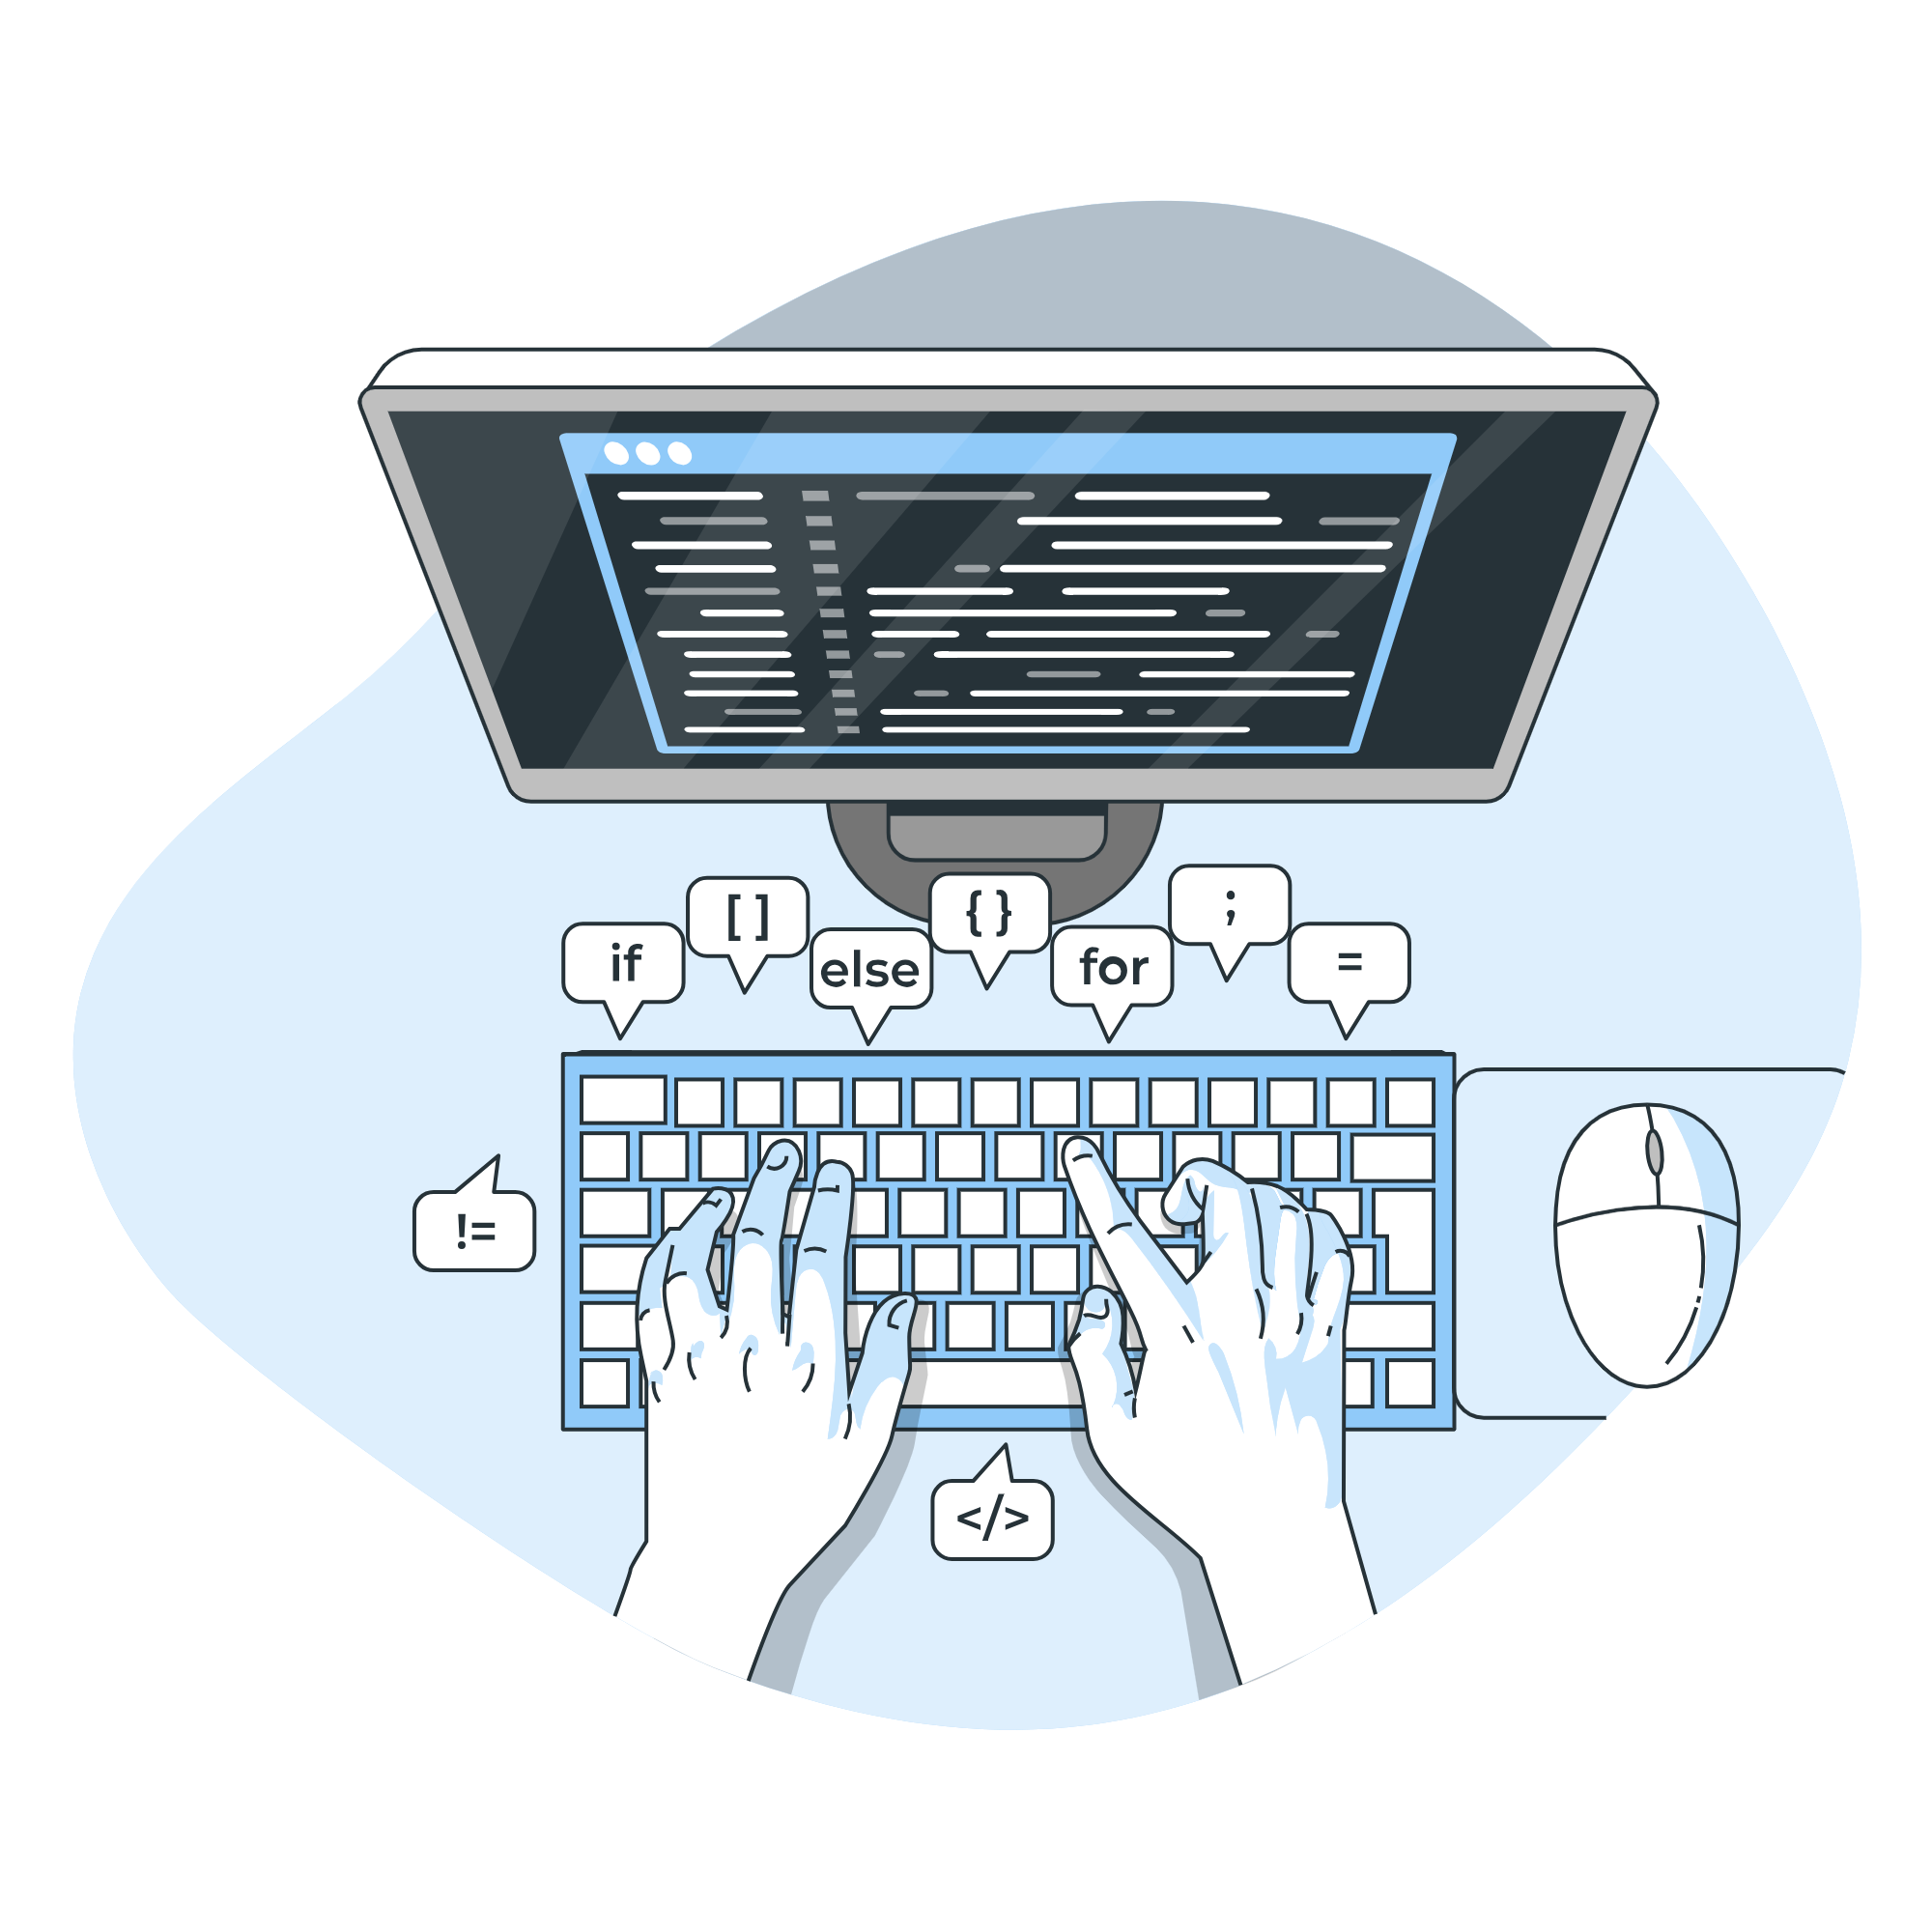 if
[ ]
else
{ }
for
;
=
!=
</>